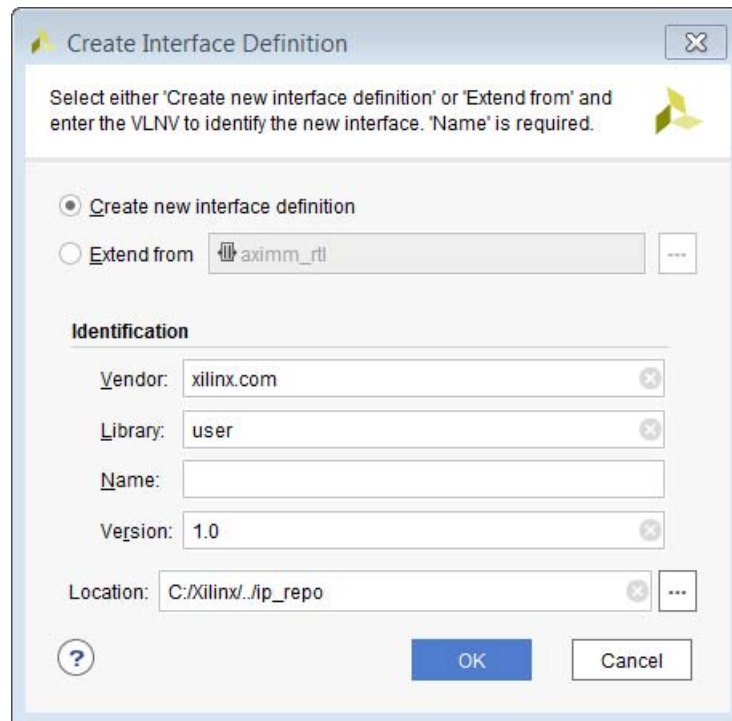 Create Interface Definition
Select either 'Create new interface definition' or 'Extend from' and
enter the VLNV to identify the new interface. 'Name' is required.
Create new interface definition
Extend from aximm_rtl ...
Identification
Vendor: xilinx.com
Library: user
Name:
Version: 1.0
Location: C:/Xilinx/../ip_repo ...
? OK Cancel